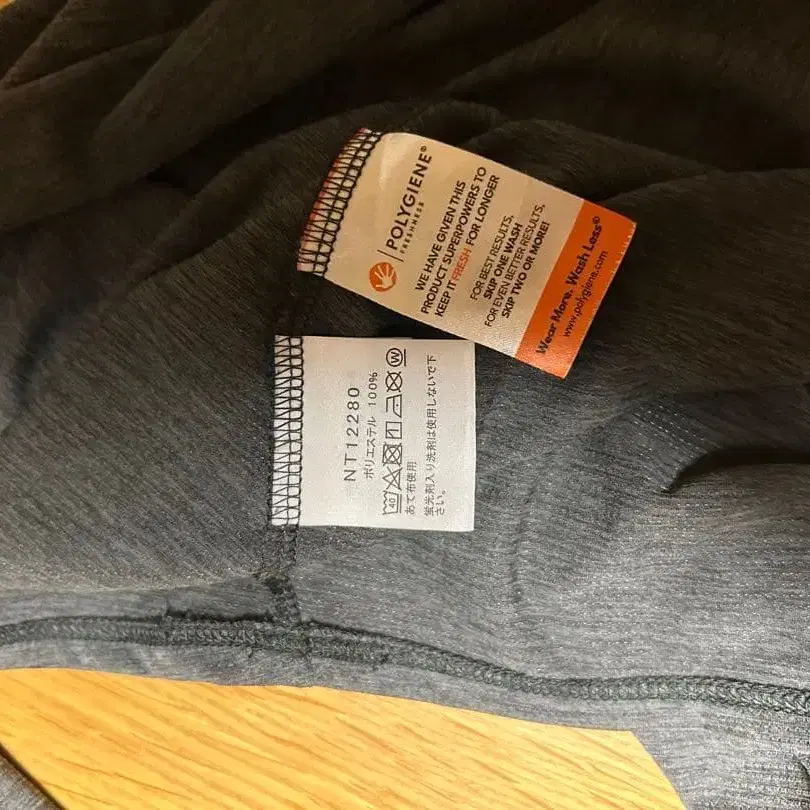 POLYGIENE®
FRESHNESS
WE HAVE GIVEN THIS
PRODUCT SUPERPOWERS TO
KEEP IT FRESH FOR LONGER
FOR BEST RESULTS,
SKIP ONE WASH
FOR EVEN BETTER RESULTS,
SKIP TWO OR MORE!
Wear More. Wash Less®
www.polygiene.com
NT12280
ポリエステル 100%
40 W
あて布使用
蛍光剤入り洗剤は使用しないで下
さい。